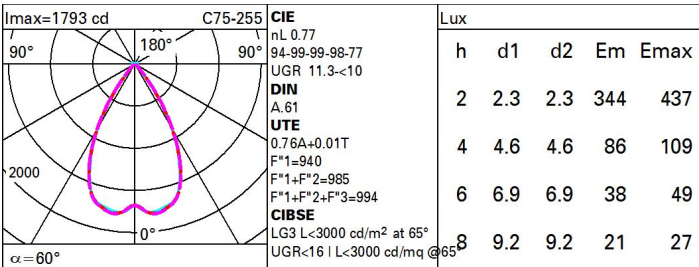 Imax=1793 cd C75-255
90° 180° 90°
2000
0°
α=60°
CIE
nL 0.77
94-99-99-98-77
UGR 11.3-<10
DIN
A.61
UTE
0.76A+0.01T
F"1=940
F"1+F"2=985
F"1+F"2+F"3=994
CIBSE
LG3 L<3000 cd/m² at 65°
UGR<16 | L<3000 cd/mq @65°
Lux
h d1 d2 Em Emax
2 2.3 2.3 344 437
4 4.6 4.6 86 109
6 6.9 6.9 38 49
8 9.2 9.2 21 27